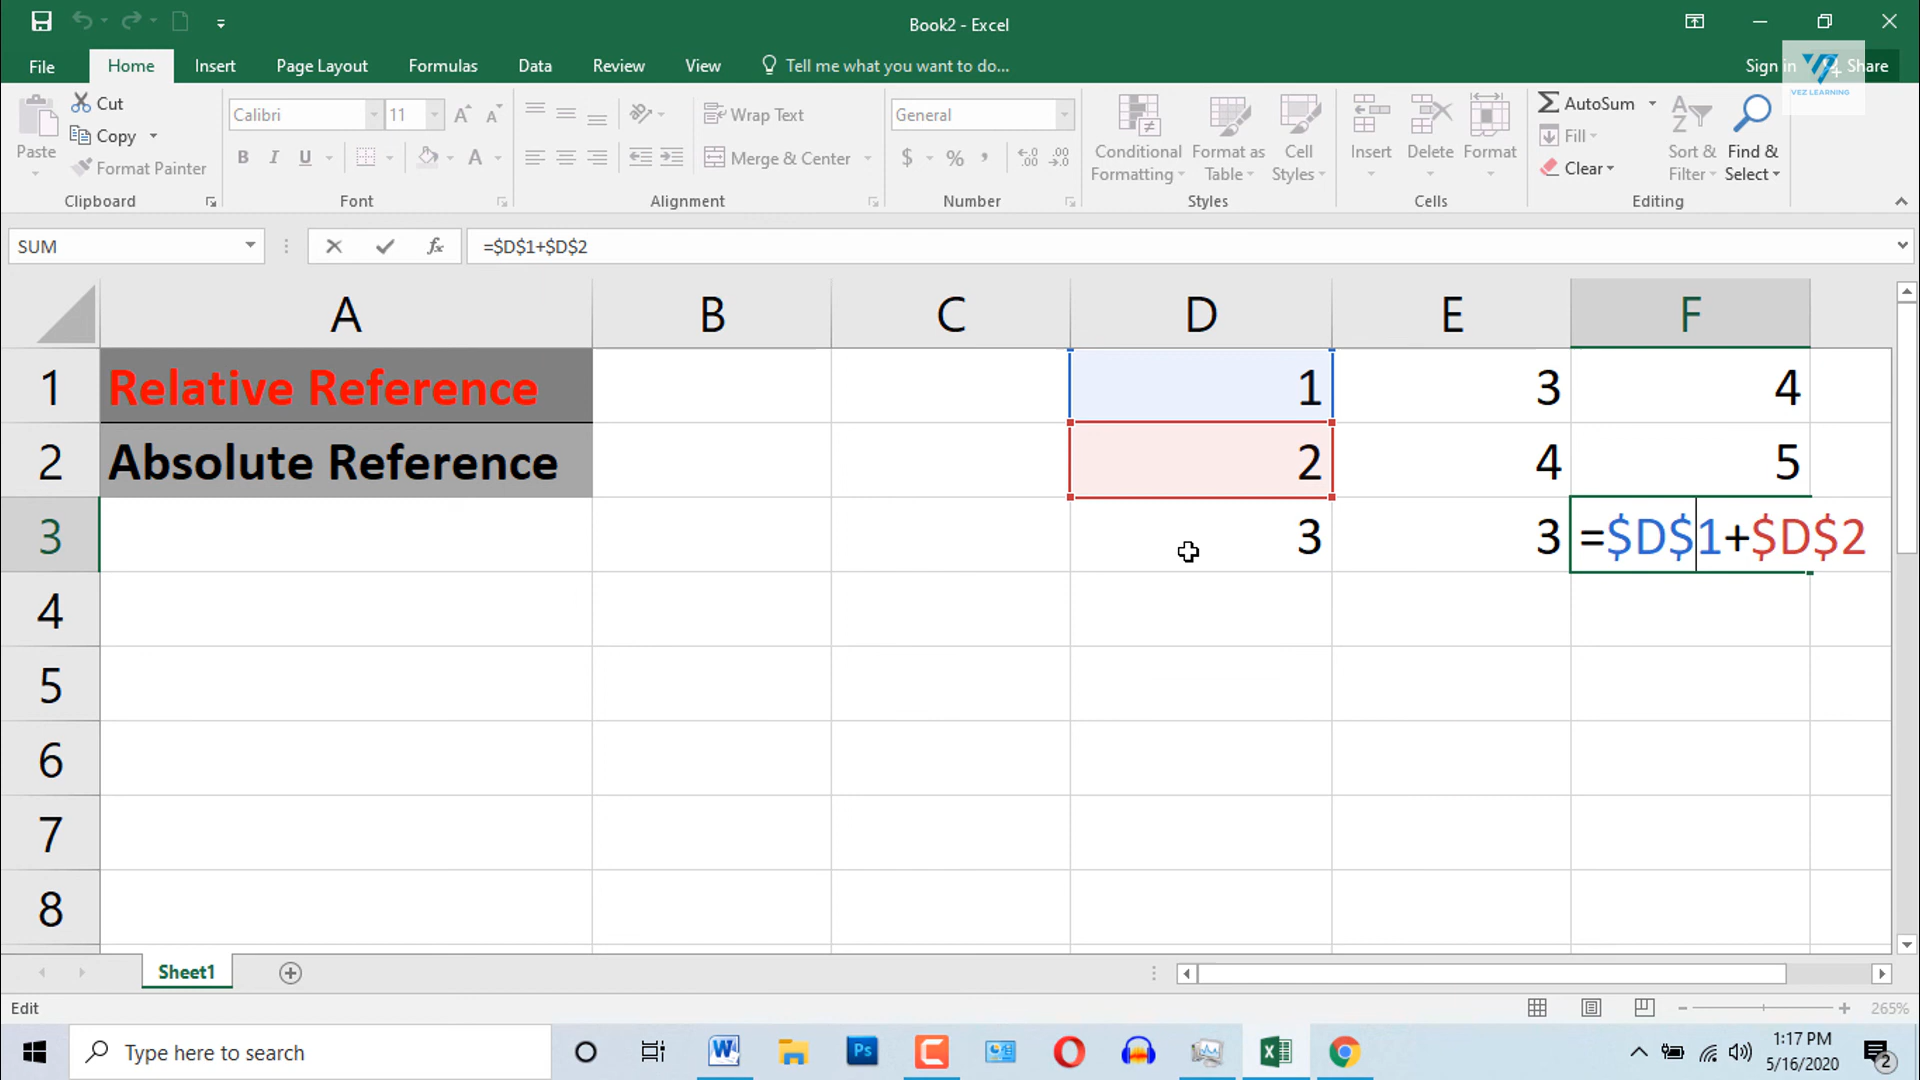 Book2 - Excel
File Home Insert Page Layout Formulas Data Review View Tell me what you want to do... Sign in Share
VEZ LEARNING
Paste Cut Copy Format Painter
Clipboard
Calibri 11
B I U A
Font
Wrap Text
Merge & Center
Alignment
General
$ % ,
Number
Conditional Formatting
Format as Table
Cell Styles
Styles
Insert Delete Format
Cells
AutoSum
Fill
Clear
Sort & Filter
Find & Select
Editing
SUM fx =$D$1+$D$2
A B C D E F
1 Relative Reference 1 3 4
2 Absolute Reference 2 4 5
3 3 3 =$D$1+$D$2
4
5
6
7
8
Sheet1
Edit 265%
Type here to search
1:17 PM
5/16/2020
2